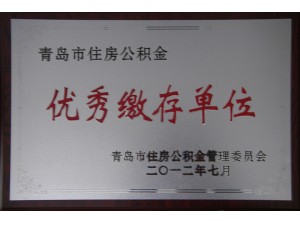 青岛市住房公积金
优秀缴存单位
青岛市住房公积金管理委员会
二〇一二年七月